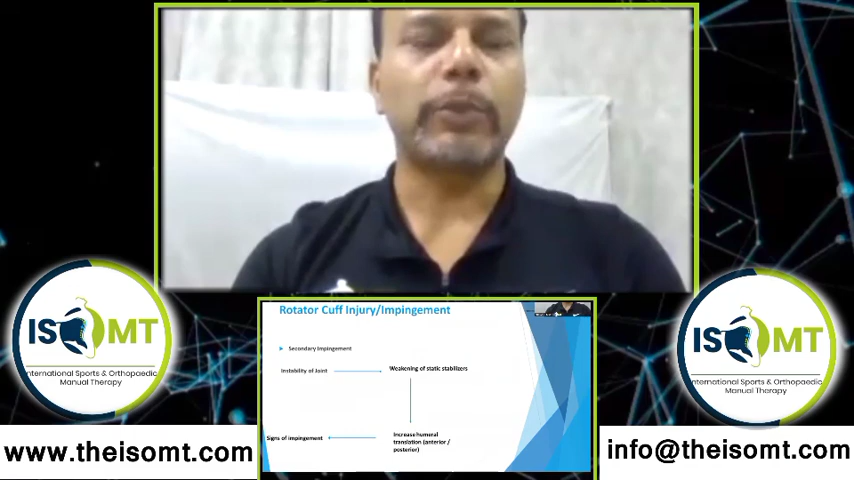 Rotator Cuff Injury/Impingement
Secondary Impingement
Instability of Joint
Weakening of static stablizers
Signs of impingement
Increase humeral
translation (anterior /
posterior)
ISOMT
International Sports & Orthopaedic
Manual Therapy
ISOMT
International Sports & Orthopaedic
Manual Therapy
www.theisomt.com
info@theisomt.com